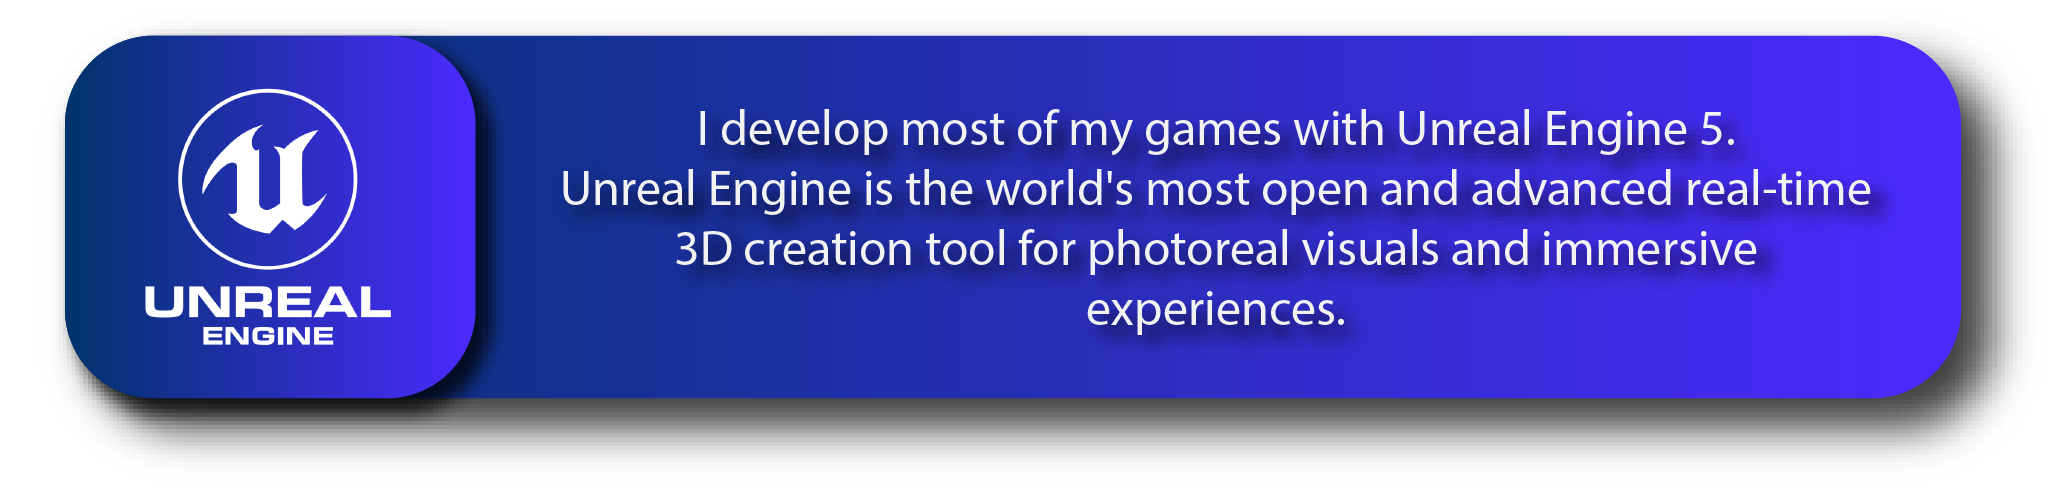 UNREAL
ENGINE
I develop most of my games with Unreal Engine 5.
Unreal Engine is the world's most open and advanced real-time
3D creation tool for photoreal visuals and immersive
experiences.